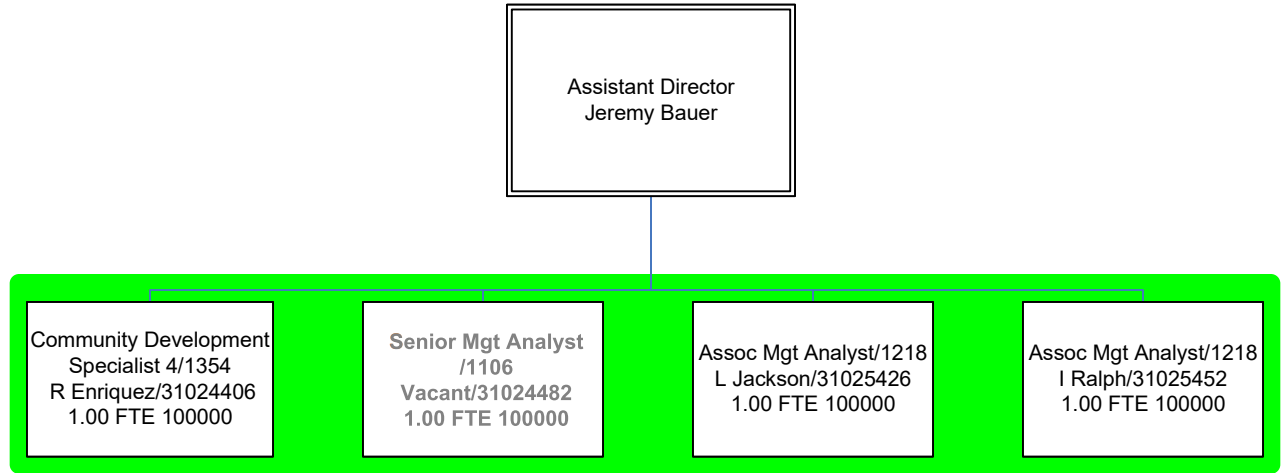 Assistant Director
Jeremy Bauer
Community Development
Specialist 4/1354
R Enriquez/31024406
1.00 FTE 100000
Senior Mgt Analyst
/1106
Vacant/31024482
1.00 FTE 100000
Assoc Mgt Analyst/1218
L Jackson/31025426
1.00 FTE 100000
Assoc Mgt Analyst/1218
I Ralph/31025452
1.00 FTE 100000